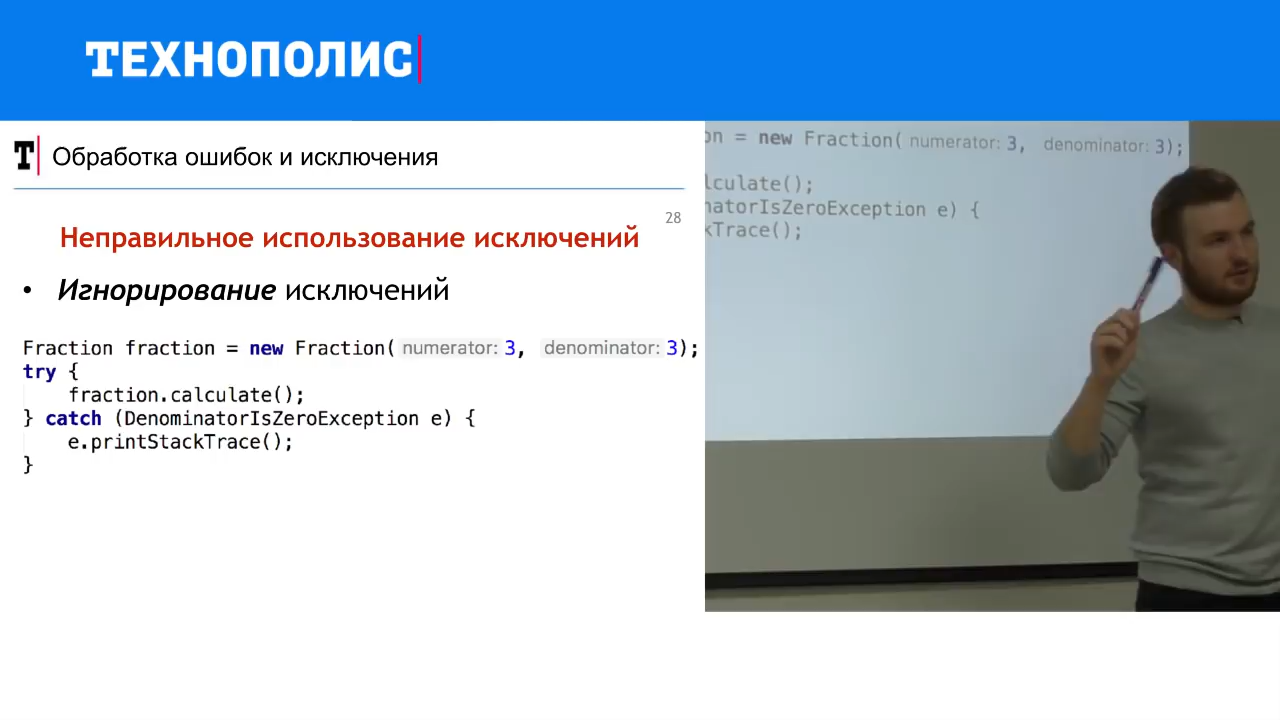 ТЕХНОПОЛИС
Т Обработка ошибок и исключения
28
Неправильное использование исключений
• Игнорирование исключений
Fraction fraction = new Fraction( numerator: 3, denominator: 3);
try {
fraction.calculate();
} catch (DenominatorIsZeroException e) {
e.printStackTrace();
}
on = new Fraction( numerator: 3, denominator: 3);
lculate();
natorIsZeroException e) {
kTrace();